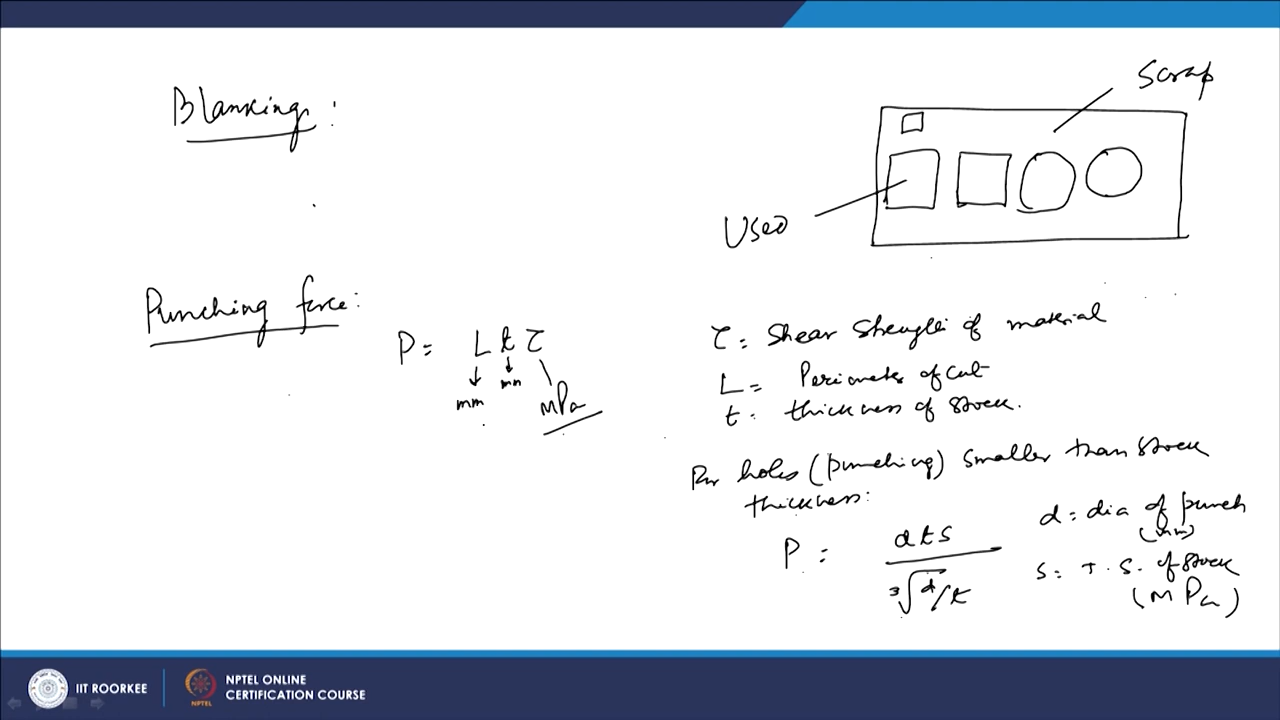 Blanking :
Scrap
Used
Punching force:
P = L t τ
mm mm MPa
τ = Shear Strength of material
L = Perimeter of cut
t = thickness of stock.
For holes (punching) smaller than stock
thickness:
P = dts / ∛d/t
d = dia of punch
(mm)
S = T.S. of stock
(MPa)
IIT ROORKEE
NPTEL ONLINE
CERTIFICATION COURSE
NPTEL